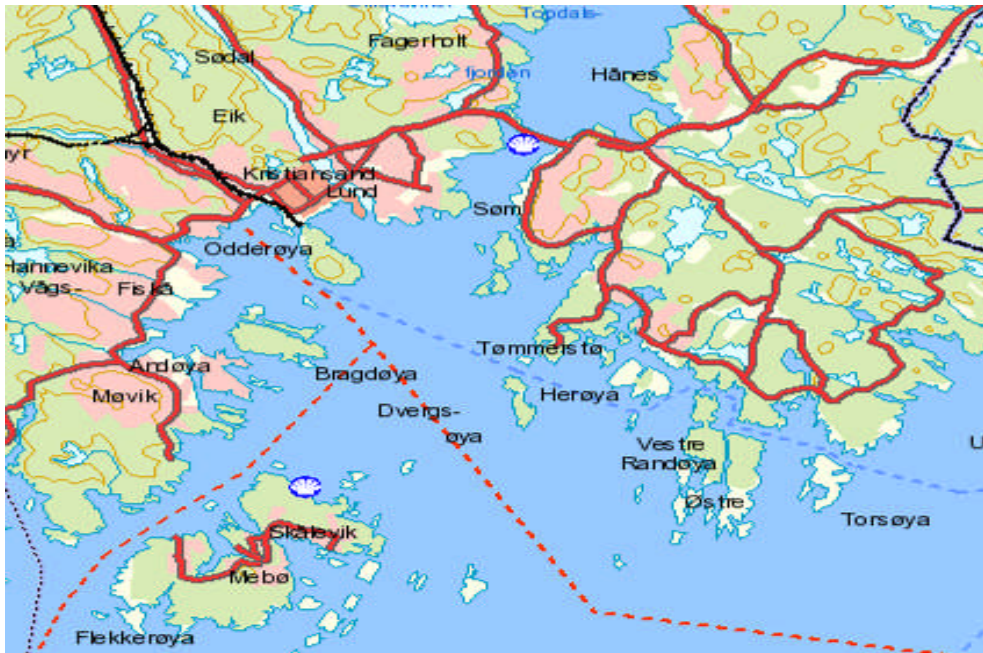 Topdals-
Fagerholt
Sødal
fjorden
Hånes
Eik
Kristiansand
Lund
Søm
Odderøya
Hannevika
Vågs-
Fiskå
Tømmerstø
Andøya
Bragdøya
Møvik
Herøya
Dvergs-
øya
Vestre
Randøya
Østre
Torsøya
Skålevik
Mebø
Flekkerøya